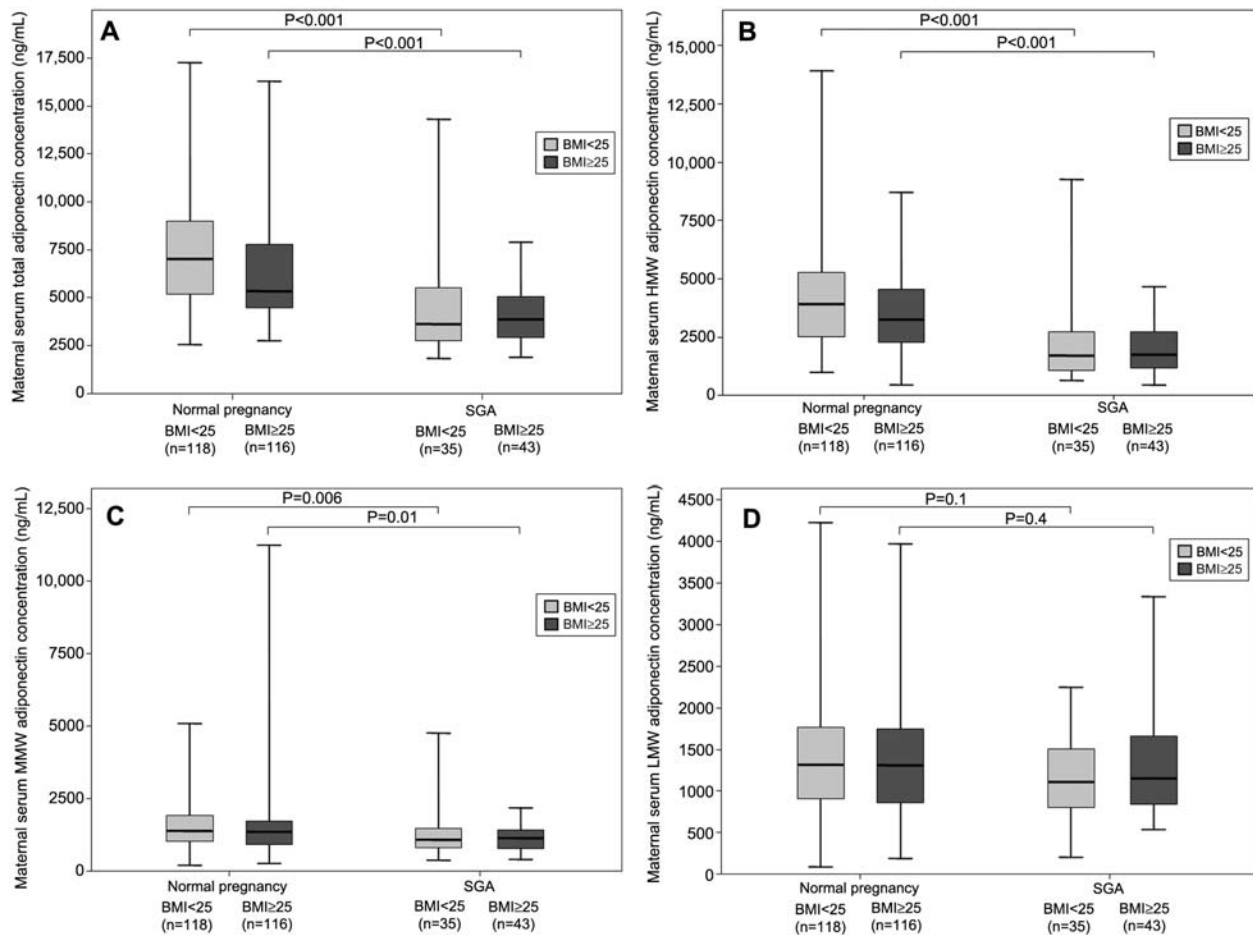 A
P<0.001
P<0.001
Maternal serum total adiponectin concentration (ng/mL)
17,500
15,000
12,500
10,000
7500
5000
2500
0
BMI<25
BMI≥25
Normal pregnancy
SGA
BMI<25 BMI≥25 BMI<25 BMI≥25
(n=118) (n=116) (n=35) (n=43)
B
P<0.001
P<0.001
Maternal serum HMW adiponectin concentration (ng/mL)
15,000
12,500
10,000
7500
5000
2500
0
BMI<25
BMI≥25
Normal pregnancy
SGA
BMI<25 BMI≥25 BMI<25 BMI≥25
(n=118) (n=116) (n=35) (n=43)
C
P=0.006
P=0.01
Maternal serum MMW adiponectin concentration (ng/mL)
12,500
10,000
7500
5000
2500
0
BMI<25
BMI≥25
Normal pregnancy
SGA
BMI<25 BMI≥25 BMI<25 BMI≥25
(n=118) (n=116) (n=35) (n=43)
D
P=0.1
P=0.4
Maternal serum LMW adiponectin concentration (ng/mL)
4500
4000
3500
3000
2500
2000
1500
1000
500
0
BMI<25
BMI≥25
Normal pregnancy
SGA
BMI<25 BMI≥25 BMI<25 BMI≥25
(n=118) (n=116) (n=35) (n=43)